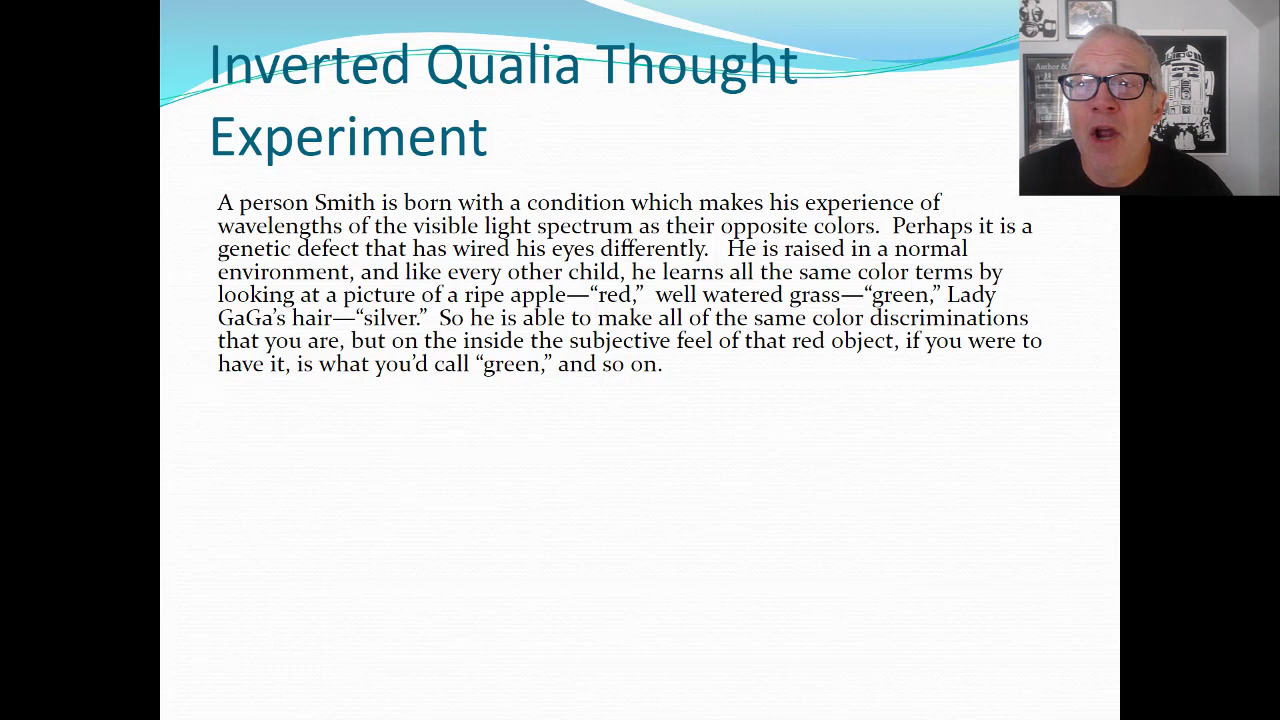 Inverted Qualia Thought
Experiment
A person Smith is born with a condition which makes his experience of
wavelengths of the visible light spectrum as their opposite colors.  Perhaps it is a
genetic defect that has wired his eyes differently.   He is raised in a normal
environment, and like every other child, he learns all the same color terms by
looking at a picture of a ripe apple—“red,”  well watered grass—“green,” Lady
GaGa’s hair—“silver.”  So he is able to make all of the same color discriminations
that you are, but on the inside the subjective feel of that red object, if you were to
have it, is what you’d call “green,” and so on.
Author &